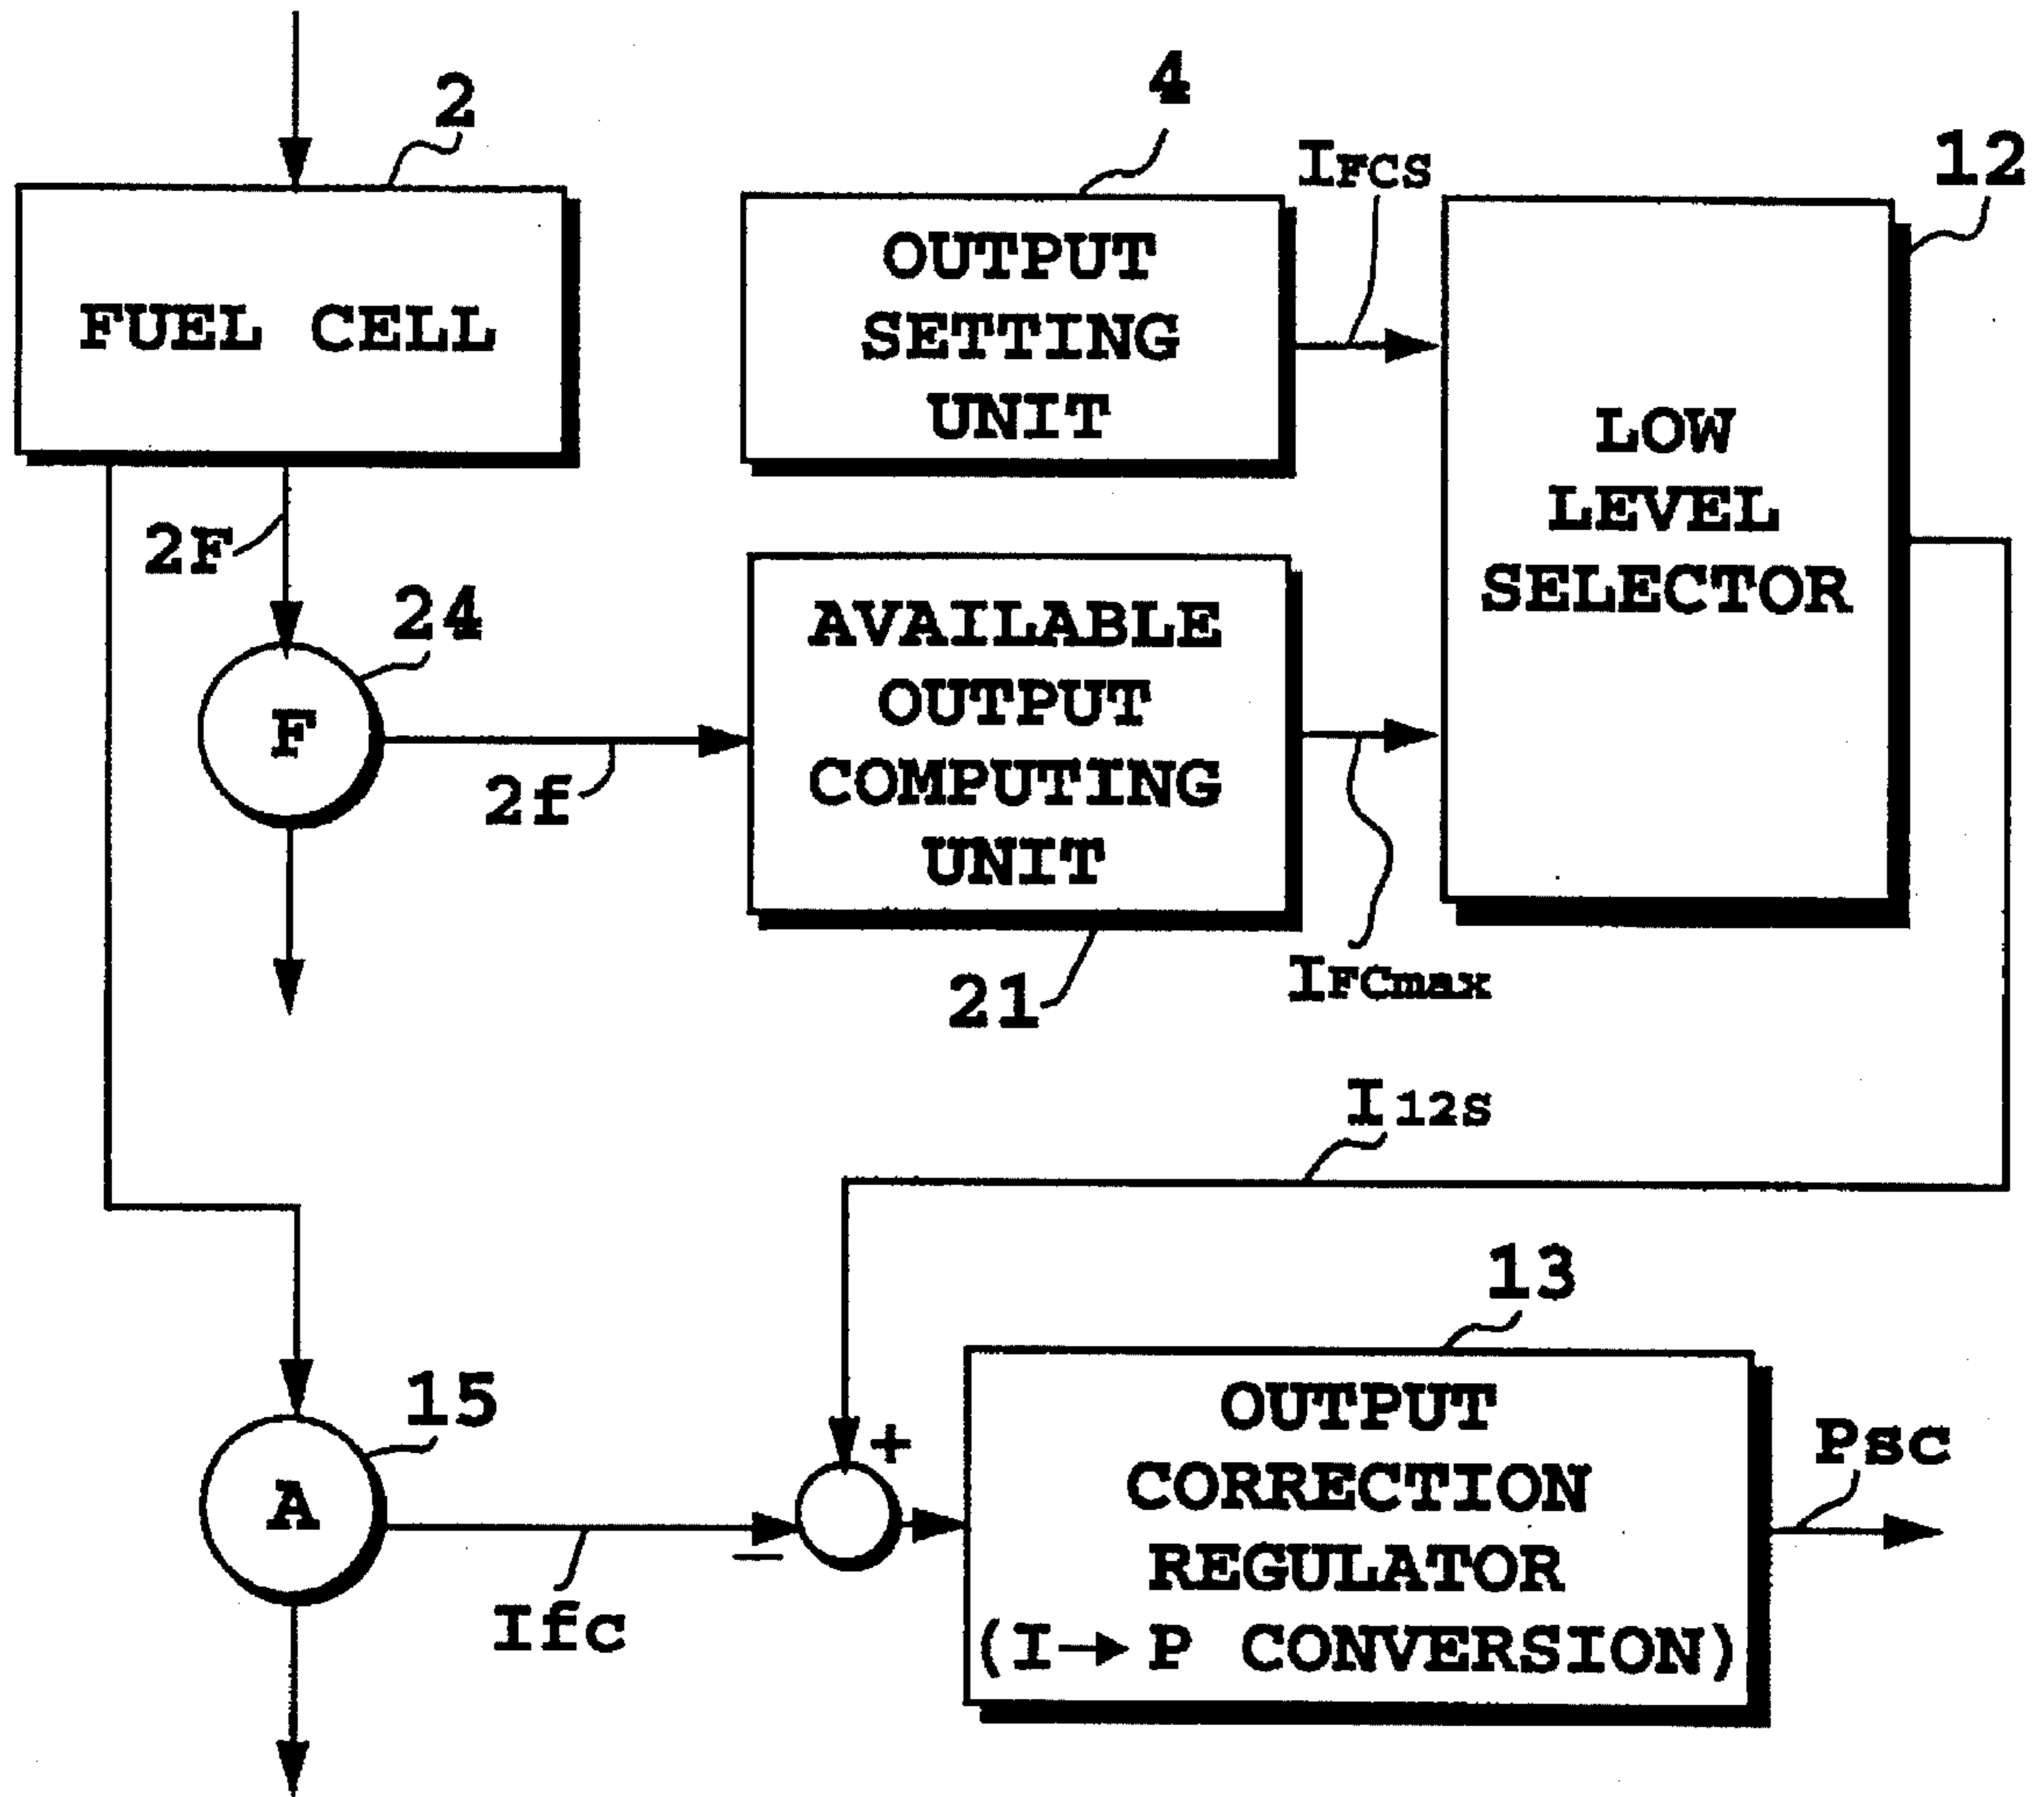 2
FUEL CELL
4
OUTPUT
SETTING
UNIT
IFCS
12
LOW
LEVEL
SELECTOR
2F
24
F
2f
AVAILABLE
OUTPUT
COMPUTING
UNIT
21
IFCmax
I12S
15
A
Ifc
+
−
13
OUTPUT
CORRECTION
REGULATOR
(I→P CONVERSION)
PSC